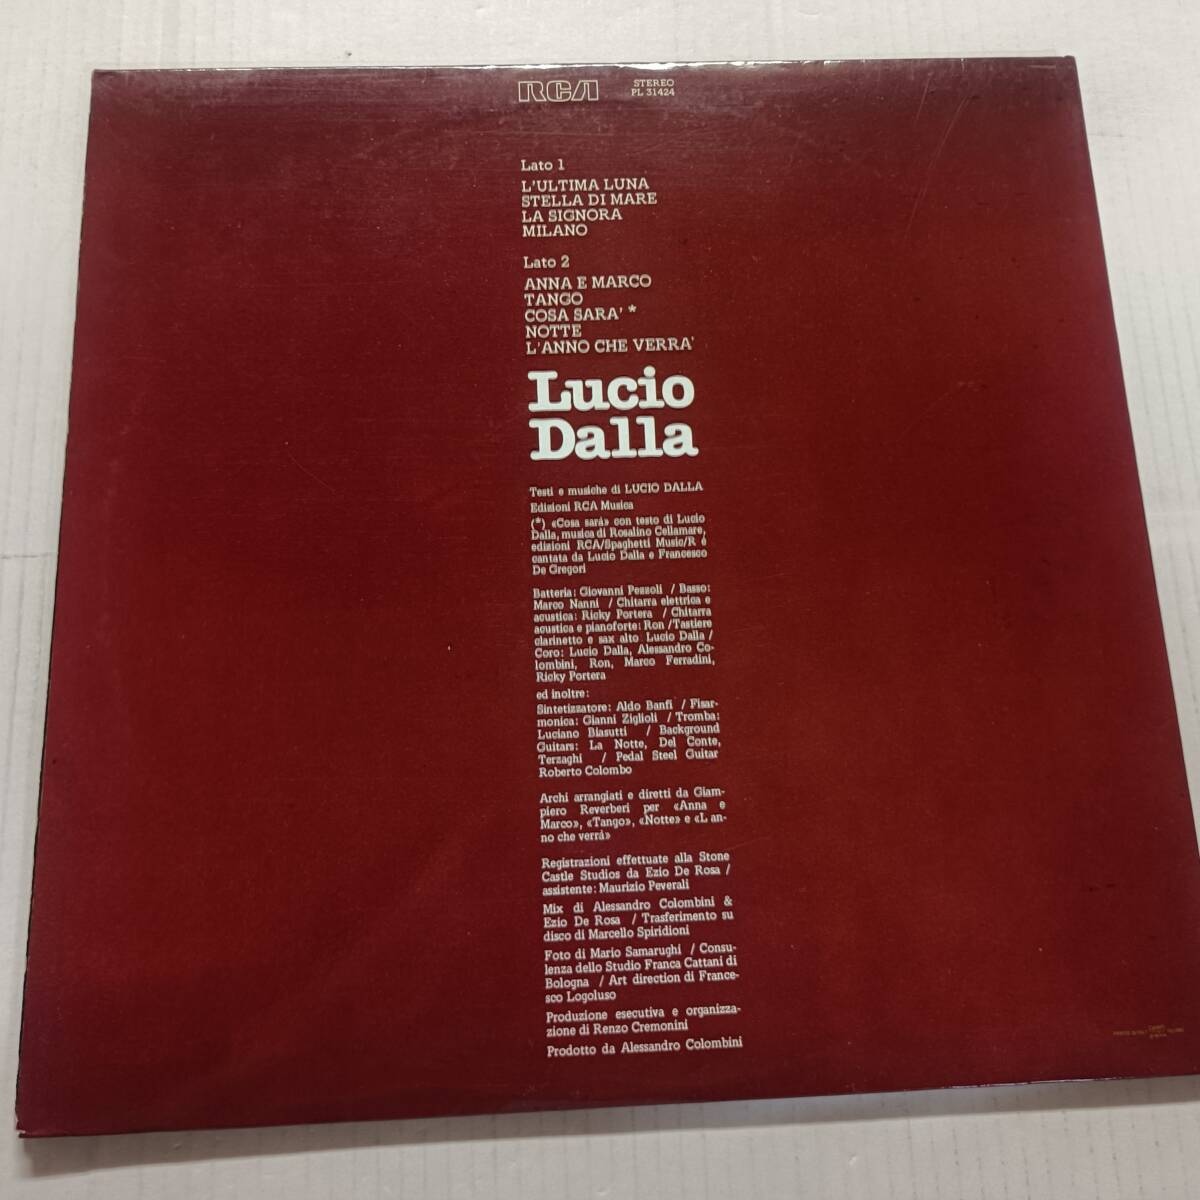 RCA
STEREO
PL 31424
Lato 1
L'ULTIMA LUNA
STELLA DI MARE
LA SIGNORA
MILANO
Lato 2
ANNA E MARCO
TANGO
COSA SARA' *
NOTTE
L'ANNO CHE VERRA'
Lucio
Dalla
Testi e musiche di LUCIO DALLA
Edizioni RCA Musica
(*) «Cosa sará» con testo di Lucio
Dalla, musica di Rosalino Cellamare,
edizioni RCA/Spaghetti Music/R é
cantata da Lucio Dalla e Francesco
De Gregori
Batteria: Giovanni Pezzoli / Basso:
Marco Nanni / Chitarra elettrica e
acustica: Ricky Portera / Chitarra
acustica e pianoforte: Ron /Tastiere
clarinetto e sax alto Lucio Dalla /
Coro: Lucio Dalla, Alessandro Co-
lombini, Ron, Marco Ferradini,
Ricky Portera
ed inoltre:
Sintetizzatore: Aldo Banfi / Fisar-
monica: Gianni Ziglioli / Tromba:
Luciano Biasutti / Background
Guitars: La Notte, Del Conte,
Terzaghi / Pedal Steel Guitar
Roberto Colombo
Archi arrangiati e diretti da Giam-
piero Reverberi per «Anna e
Marco», «Tango», «Notte» e «L an-
no che verrá»
Registrazioni effettuate alla Stone
Castle Studios da Ezio De Rosa /
assistente: Maurizio Peverali
Mix di Alessandro Colombini &
Ezio De Rosa / Trasferimento su
disco di Marcello Spiridioni
Foto di Mario Samarughi / Consu-
lenza dello Studio Franca Cattani di
Bologna / Art direction di France-
sco Logoluso
Produzione esecutiva e organizza-
zione di Renzo Cremonini
Prodotto da Alessandro Colombini